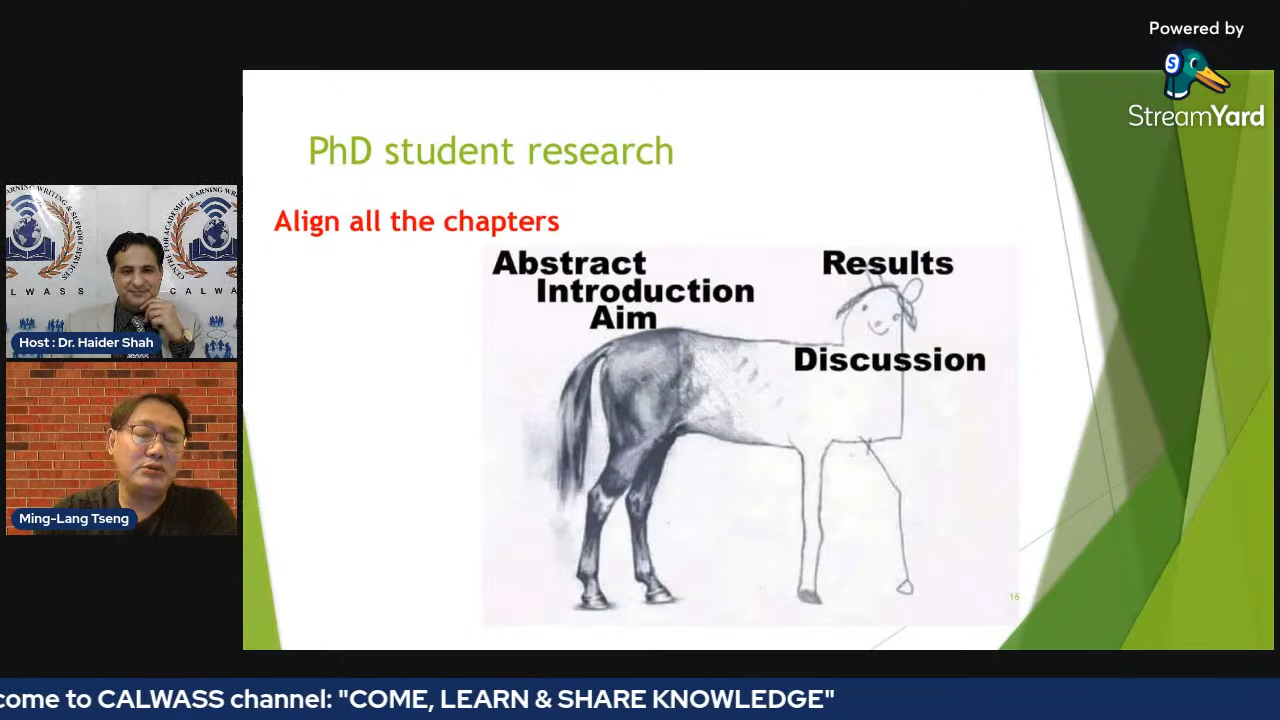 Powered by
StreamYard
PhD student research
Align all the chapters
Abstract
Introduction
Aim
Results
Discussion
16
L W A S S
C A L W A
Host : Dr. Haider Shah
Ming-Lang Tseng
come to CALWASS channel: "COME, LEARN & SHARE KNOWLEDGE"